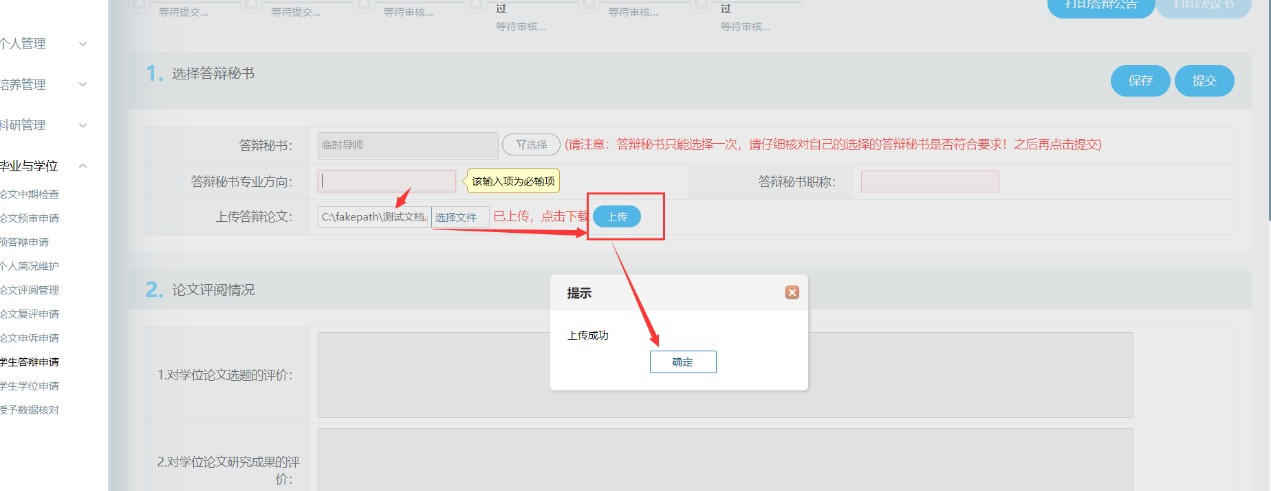 等待提交...
等待提交...
等待审核...
过
等待审核...
等待审核...
过
等待审核...
打印答辩公告
打印决议书
个人管理
培养管理
科研管理
毕业与学位
论文中期检查
论文预审申请
预答辩申请
个人简况维护
论文评阅管理
论文复评申请
论文申诉申请
学生答辩申请
学生学位申请
授予数据核对
1. 选择答辩秘书
保存
提交
答辩秘书：
临时导师
选择
(请注意：答辩秘书只能选择一次，请仔细核对自己的选择的答辩秘书是否符合要求！之后再点击提交)
答辩秘书专业方向：
该输入项为必输项
答辩秘书职称：
上传答辩论文：
C:\fakepath\测试文档.
选择文件
已上传，点击下载
上传
2. 论文评阅情况
提示
上传成功
确定
1.对学位论文选题的评价：
2.对学位论文研究成果的评
价：